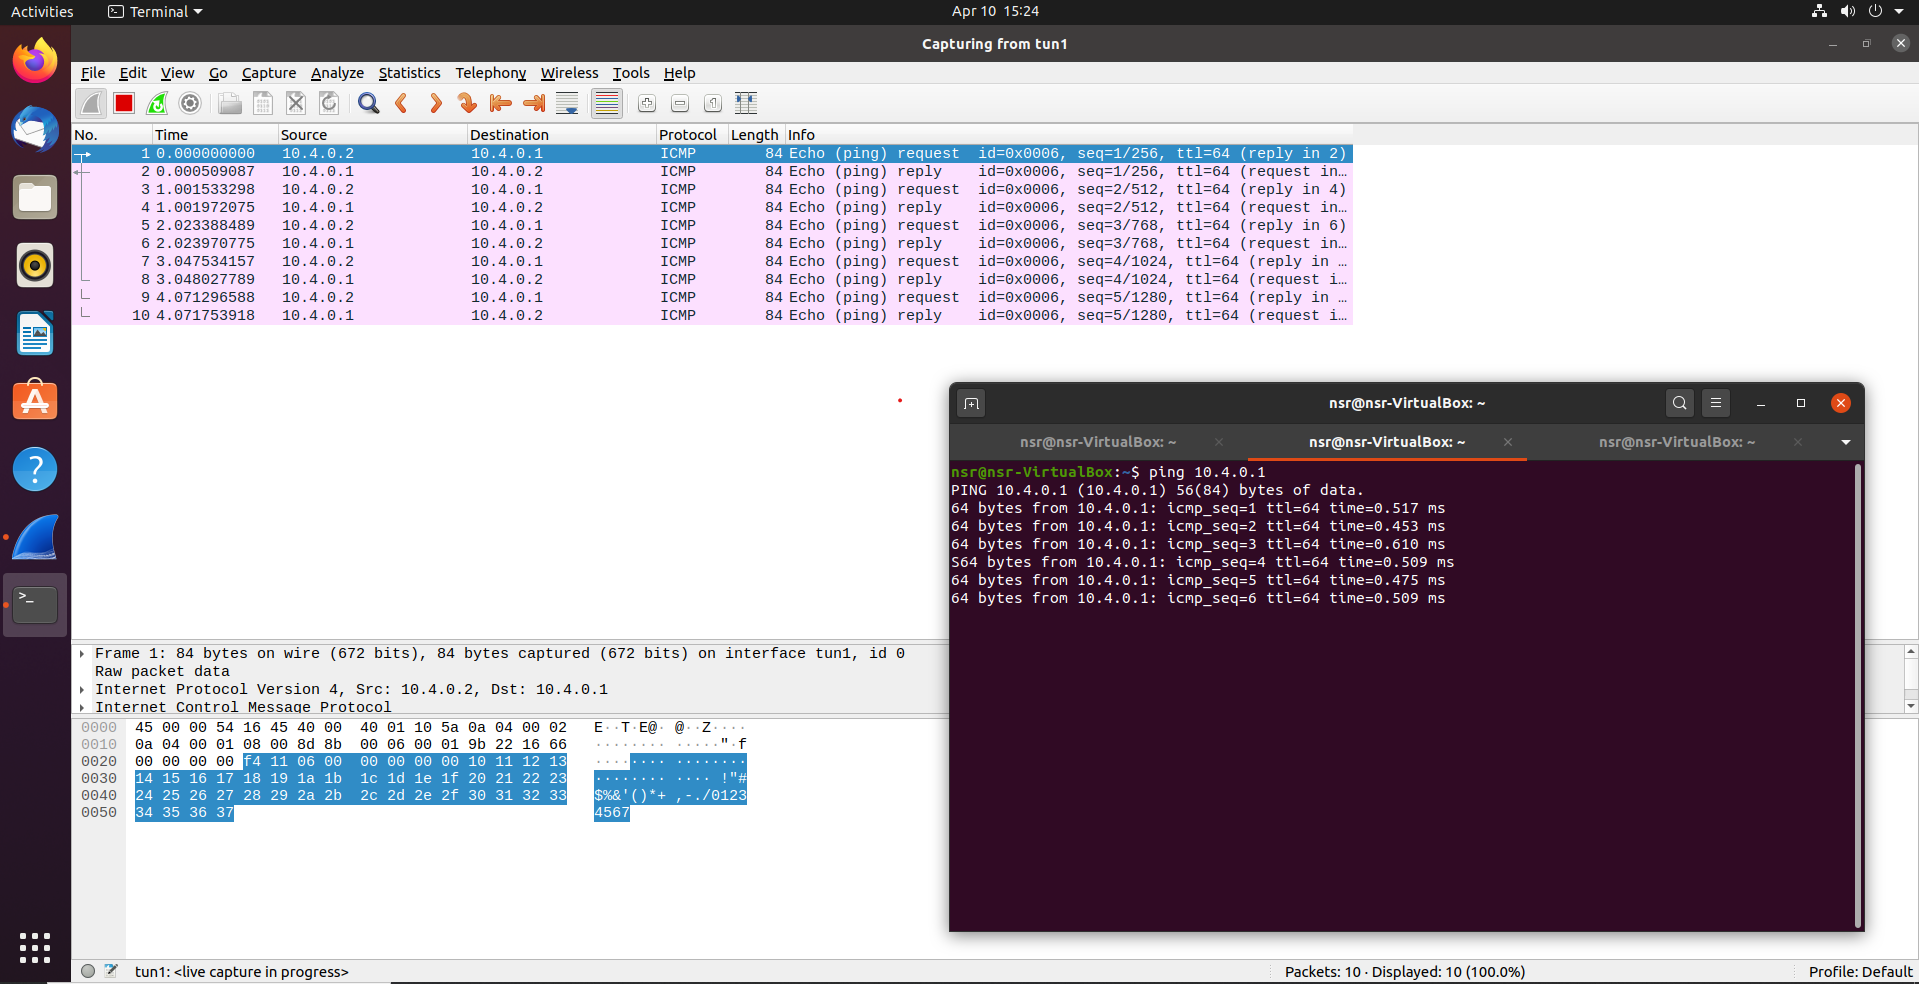 Activities Terminal Apr 10 15:24
Capturing from tun1
File Edit View Go Capture Analyze Statistics Telephony Wireless Tools Help
No. Time Source Destination Protocol Length Info
1 0.000000000 10.4.0.2 10.4.0.1 ICMP 84 Echo (ping) request id=0x0006, seq=1/256, ttl=64 (reply in 2)
2 0.000509087 10.4.0.1 10.4.0.2 ICMP 84 Echo (ping) reply id=0x0006, seq=1/256, ttl=64 (request in…
3 1.001533298 10.4.0.2 10.4.0.1 ICMP 84 Echo (ping) request id=0x0006, seq=2/512, ttl=64 (reply in 4)
4 1.001972075 10.4.0.1 10.4.0.2 ICMP 84 Echo (ping) reply id=0x0006, seq=2/512, ttl=64 (request in…
5 2.023388489 10.4.0.2 10.4.0.1 ICMP 84 Echo (ping) request id=0x0006, seq=3/768, ttl=64 (reply in 6)
6 2.023970775 10.4.0.1 10.4.0.2 ICMP 84 Echo (ping) reply id=0x0006, seq=3/768, ttl=64 (request in…
7 3.047534157 10.4.0.2 10.4.0.1 ICMP 84 Echo (ping) request id=0x0006, seq=4/1024, ttl=64 (reply in …
8 3.048027789 10.4.0.1 10.4.0.2 ICMP 84 Echo (ping) reply id=0x0006, seq=4/1024, ttl=64 (request i…
9 4.071296588 10.4.0.2 10.4.0.1 ICMP 84 Echo (ping) request id=0x0006, seq=5/1280, ttl=64 (reply in …
10 4.071753918 10.4.0.1 10.4.0.2 ICMP 84 Echo (ping) reply id=0x0006, seq=5/1280, ttl=64 (request i…
nsr@nsr-VirtualBox: ~
nsr@nsr-VirtualBox: ~ nsr@nsr-VirtualBox: ~ nsr@nsr-VirtualBox: ~
nsr@nsr-VirtualBox:~$ ping 10.4.0.1
PING 10.4.0.1 (10.4.0.1) 56(84) bytes of data.
64 bytes from 10.4.0.1: icmp_seq=1 ttl=64 time=0.517 ms
64 bytes from 10.4.0.1: icmp_seq=2 ttl=64 time=0.453 ms
64 bytes from 10.4.0.1: icmp_seq=3 ttl=64 time=0.610 ms
S64 bytes from 10.4.0.1: icmp_seq=4 ttl=64 time=0.509 ms
64 bytes from 10.4.0.1: icmp_seq=5 ttl=64 time=0.475 ms
64 bytes from 10.4.0.1: icmp_seq=6 ttl=64 time=0.509 ms
Frame 1: 84 bytes on wire (672 bits), 84 bytes captured (672 bits) on interface tun1, id 0
Raw packet data
Internet Protocol Version 4, Src: 10.4.0.2, Dst: 10.4.0.1
Internet Control Message Protocol
0000 45 00 00 54 16 45 40 00 40 01 10 5a 0a 04 00 02 E··T·E@· @··Z····
0010 0a 04 00 01 08 00 8d 8b 00 06 00 01 9b 22 16 66 ········ ·····"·f
0020 00 00 00 00 f4 11 06 00 00 00 00 00 10 11 12 13 ········ ········
0030 14 15 16 17 18 19 1a 1b 1c 1d 1e 1f 20 21 22 23 ········ ···· !"#
0040 24 25 26 27 28 29 2a 2b 2c 2d 2e 2f 30 31 32 33 $%&'()*+ ,-./0123
0050 34 35 36 37 4567
tun1: <live capture in progress> Packets: 10 · Displayed: 10 (100.0%) Profile: Default